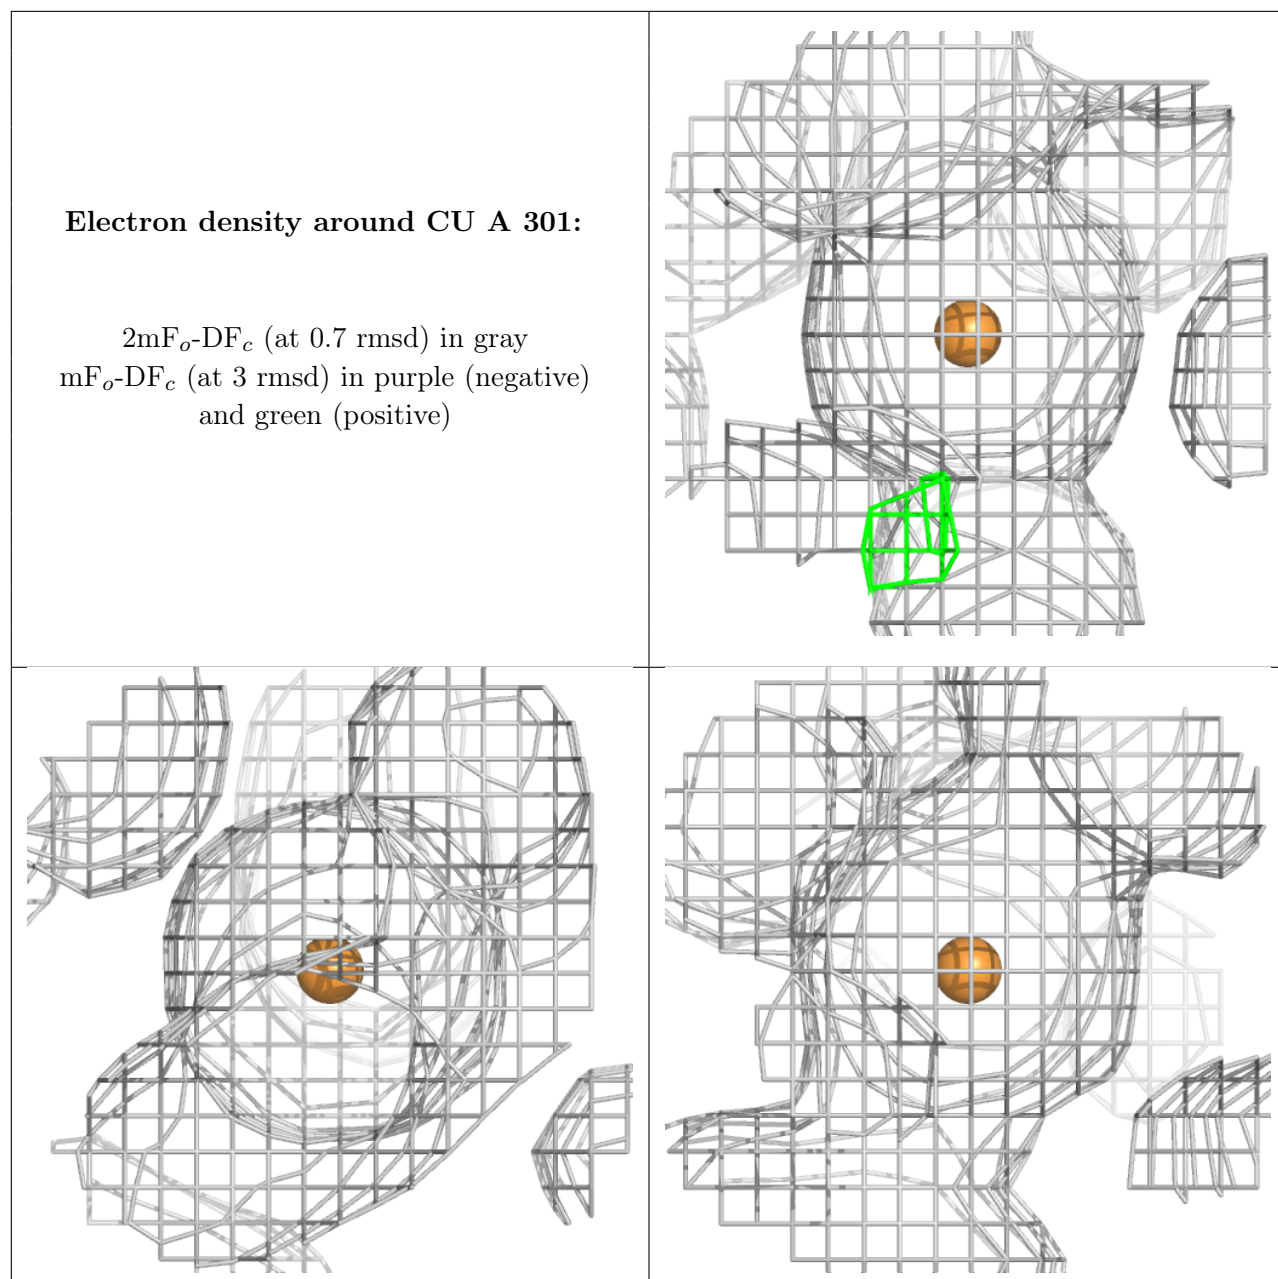 Electron density around CU A 301:
2mFo-DFc (at 0.7 rmsd) in gray
mFo-DFc (at 3 rmsd) in purple (negative)
and green (positive)